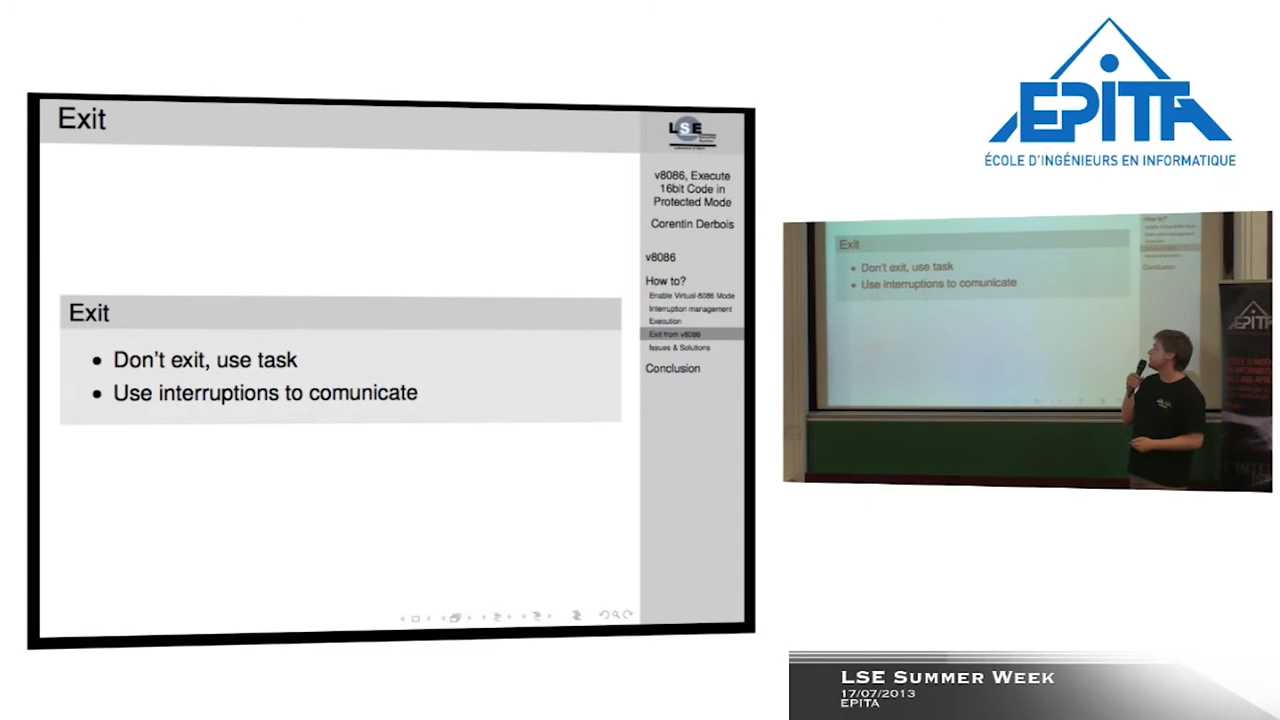 Exit
LSE
v8086, Execute
16bit Code in
Protected Mode
Corentin Derbois
v8086
How to?
Enable Virtual-8086 Mode
Interruption management
Execution
Exit from v8086
Issues & Solutions
Conclusion
Exit
• Don't exit, use task
• Use interruptions to comunicate
EPITA
ÉCOLE D'INGÉNIEURS EN INFORMATIQUE
How to?
Exit
• Don't exit, use task
• Use interruptions to comunicate
Conclusion
EPITA
LSE SUMMER WEEK
17/07/2013
EPITA